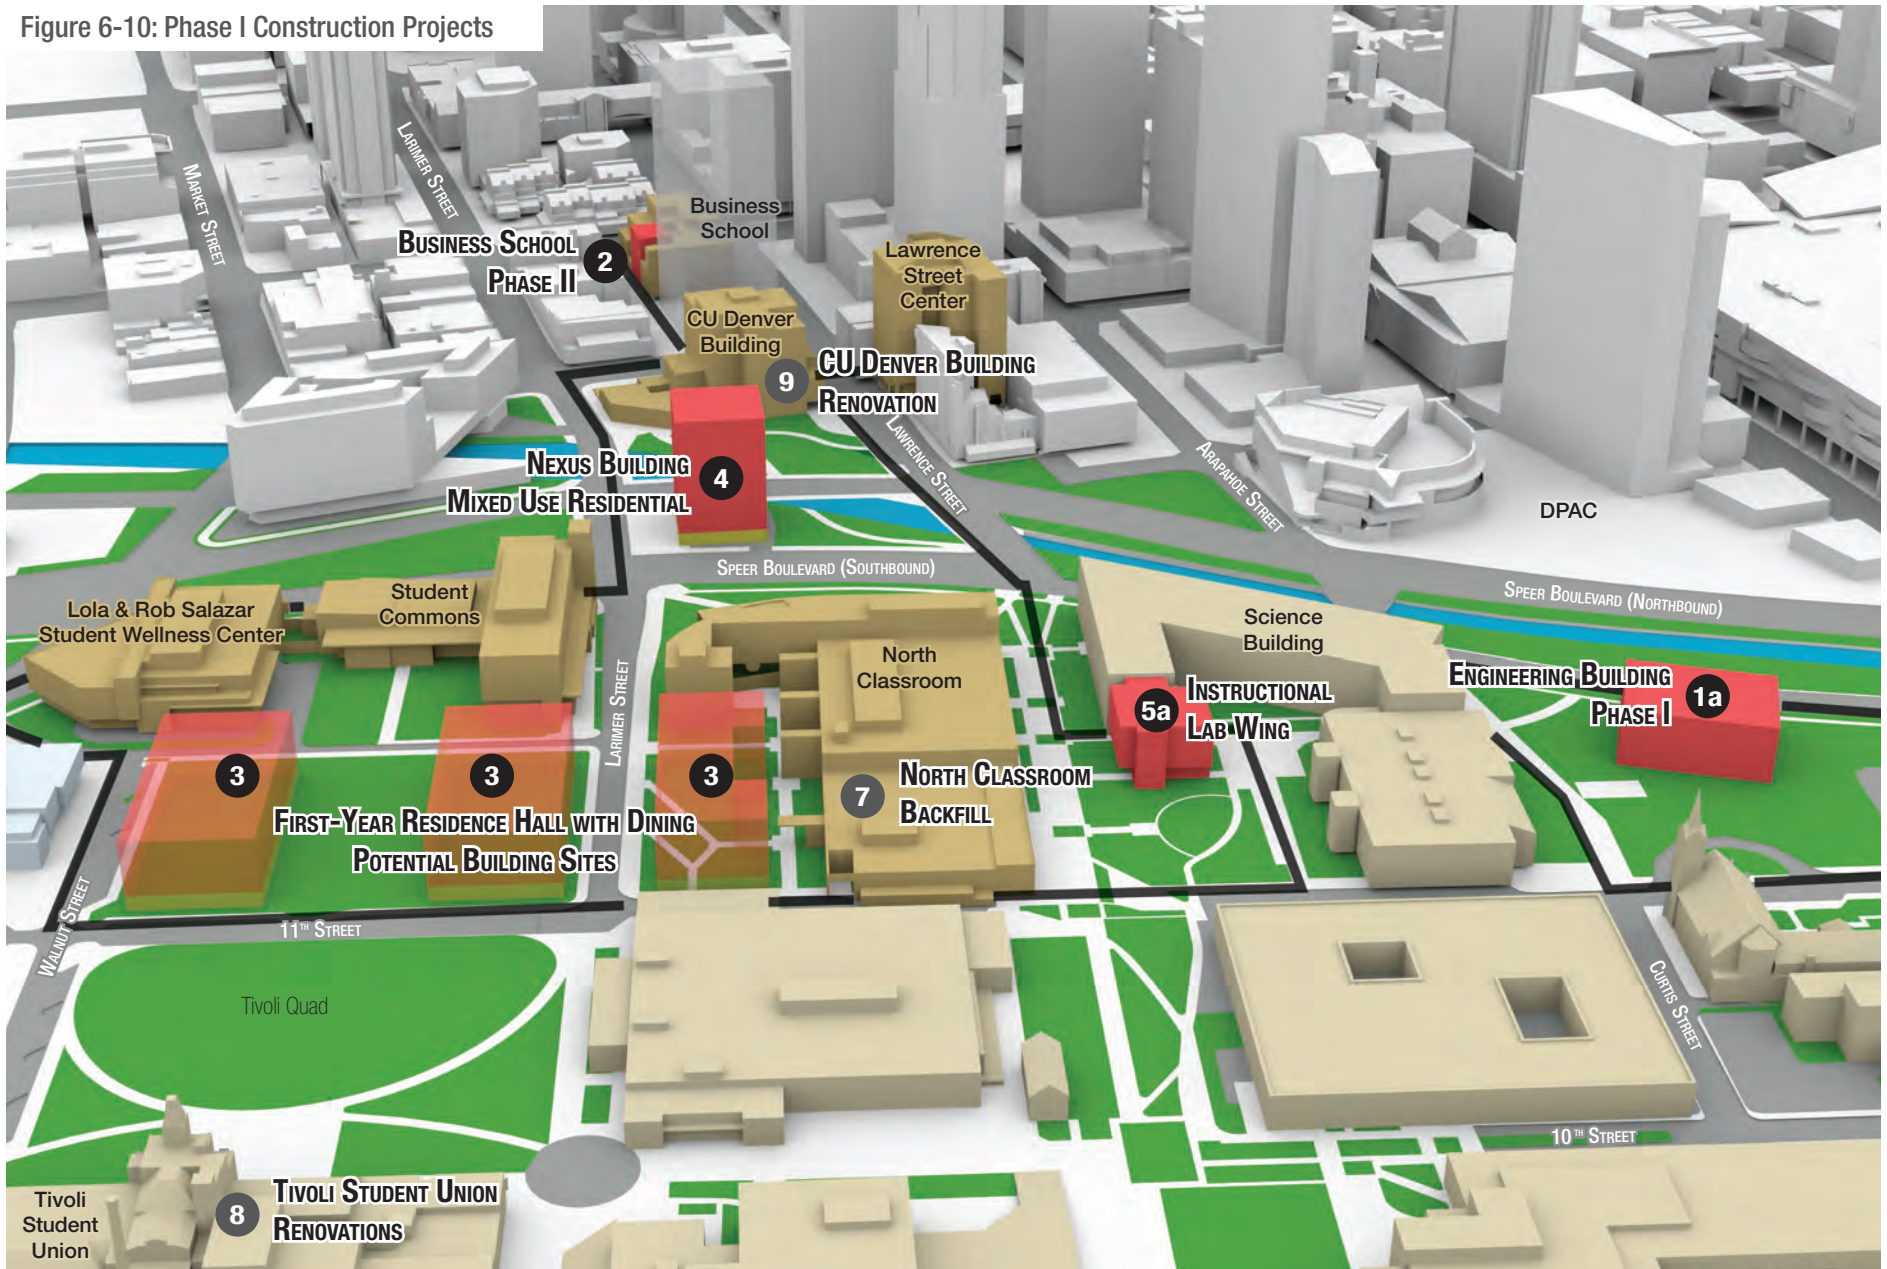 Figure 6-10: Phase I Construction Projects
Market Street
Larimer Street
Business
School
Business School
Phase II
2
Lawrence
Street
Center
CU Denver
Building
9
CU Denver Building
Renovation
Lawrence Street
Arapahoe Street
Nexus Building
Mixed Use Residential
4
DPAC
Speer Boulevard (Southbound)
Speer Boulevard (Northbound)
Lola & Rob Salazar
Student Wellness Center
Student
Commons
Science
Building
North
Classroom
Larimer Street
Engineering Building
Phase I
1a
5a
Instructional
Lab Wing
3
3
3
First-Year Residence Hall with Dining
Potential Building Sites
7
North Classroom
Backfill
Walnut Street
11th Street
Curtis Street
Tivoli Quad
10th Street
Tivoli
Student
Union
8
Tivoli Student Union
Renovations